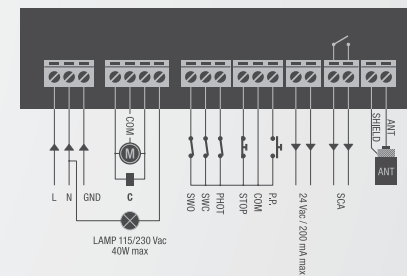 COM
M
L N GND C
LAMP 115/230 Vac
40W max
SWO
SWC
PHOT
STOP
COM
P.P.
24 Vac / 200 mA max
SCA
SHIELD
ANT
ANT